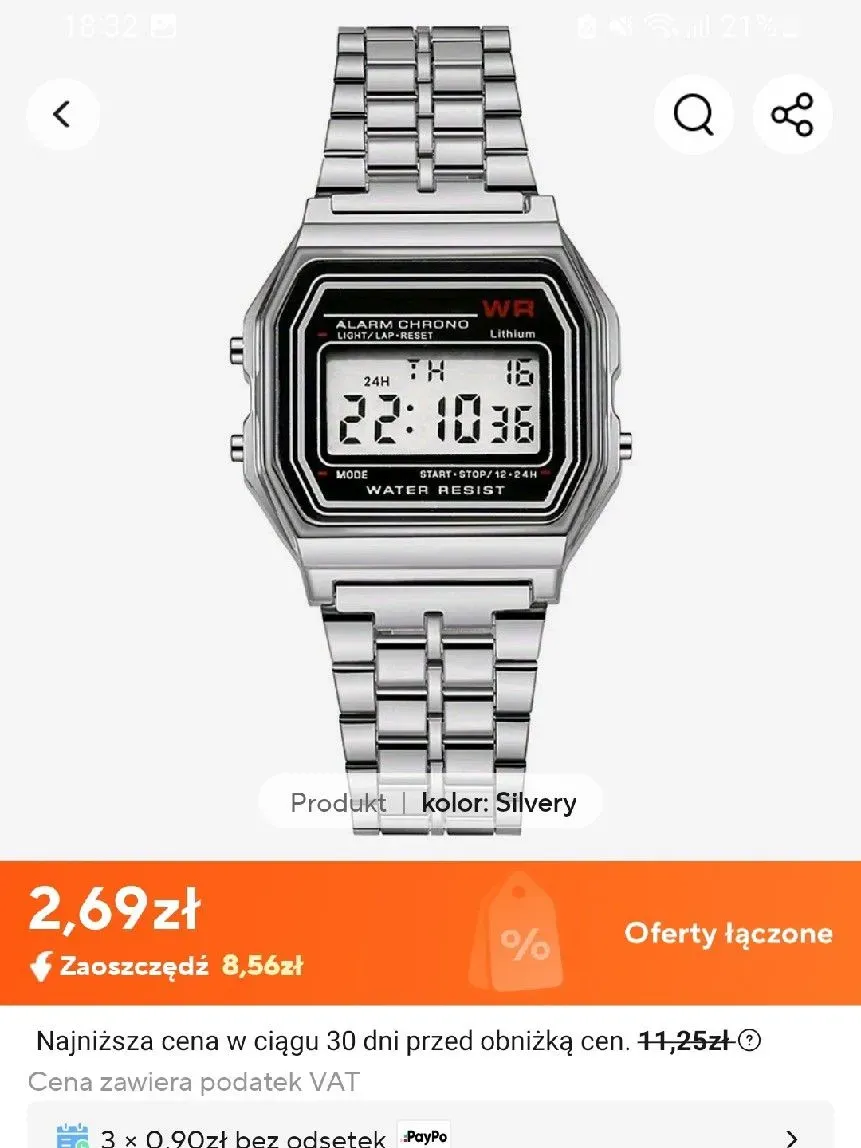 18:32
21%
WR
ALARM CHRONO
LIGHT/LAP•RESET
Lithium
TH 16
24H
22:10 36
MODE START•STOP/12•24H
WATER RESIST
Produkt | kolor: Silvery
2,69zł
%
Oferty łączone
Zaoszczędź 8,56zł
Najniższa cena w ciągu 30 dni przed obniżką cen. 11,25zł ?
Cena zawiera podatek VAT
3 × 0,90zł bez odsetek PayPo